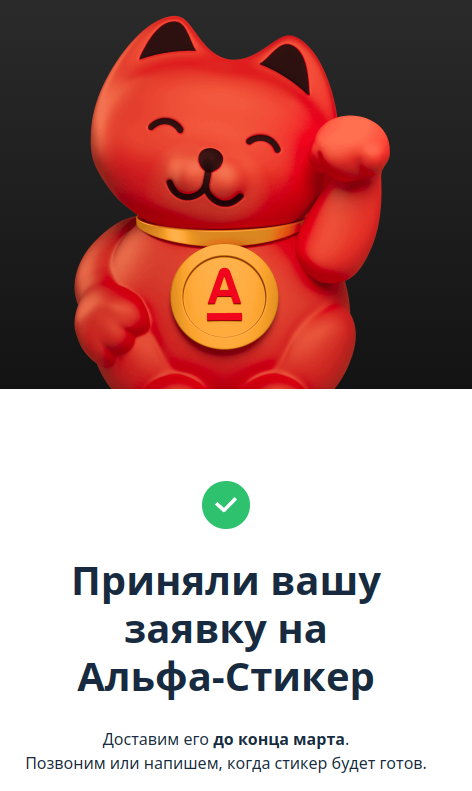 А
Приняли вашу
заявку на
Альфа-Стикер
Доставим его до конца марта.
Позвоним или напишем, когда стикер будет готов.